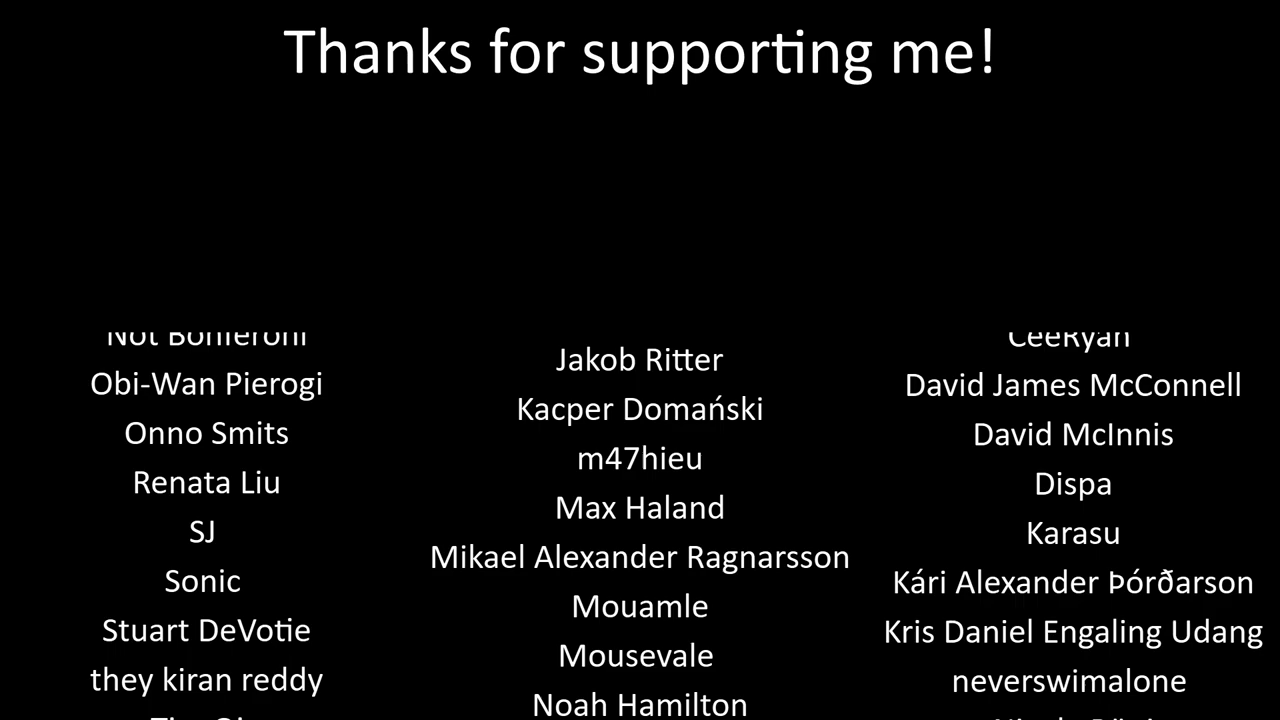 Thanks for supporting me!
Obi-Wan Pierogi
Onno Smits
Renata Liu
SJ
Sonic
Stuart DeVotie
they kiran reddy
Jakob Ritter
Kacper Domański
m47hieu
Max Haland
Mikael Alexander Ragnarsson
Mouamle
Mousevale
Noah Hamilton
CeeRyan
David James McConnell
David McInnis
Dispa
Karasu
Kári Alexander Þórðarson
Kris Daniel Engaling Udang
neverswimalone